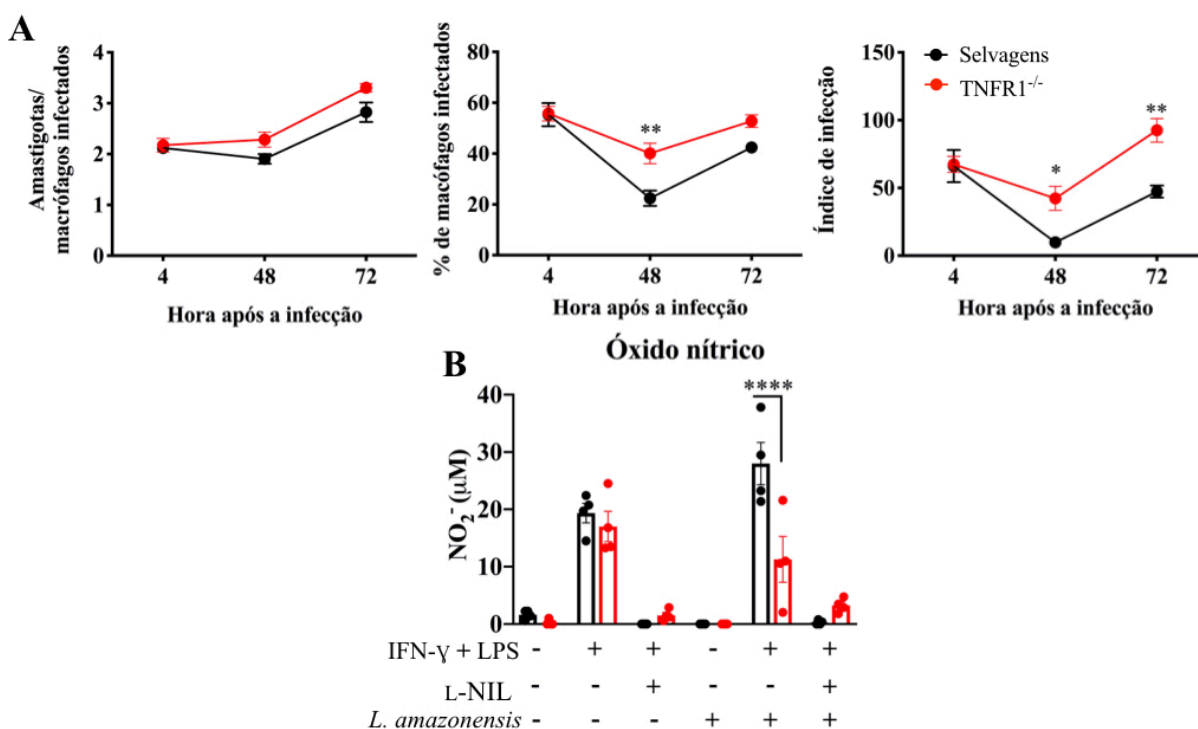 A
Amastigotas/
macrófagos infectados
4
3
2
1
0
4 48 72
Hora após a infecção
% de macófagos infectados
80
60
40
20
0
**
4 48 72
Hora após a infecção
Índice de infecção
150
100
50
0
Selvagens
TNFR1-/-
*
**
4 48 72
Hora após a infecção
B
Óxido nítrico
NO2- (μM)
40
30
20
10
0
****
IFN-γ + LPS - + + - + +
L-NIL - - + - - +
L. amazonensis - - - + + +